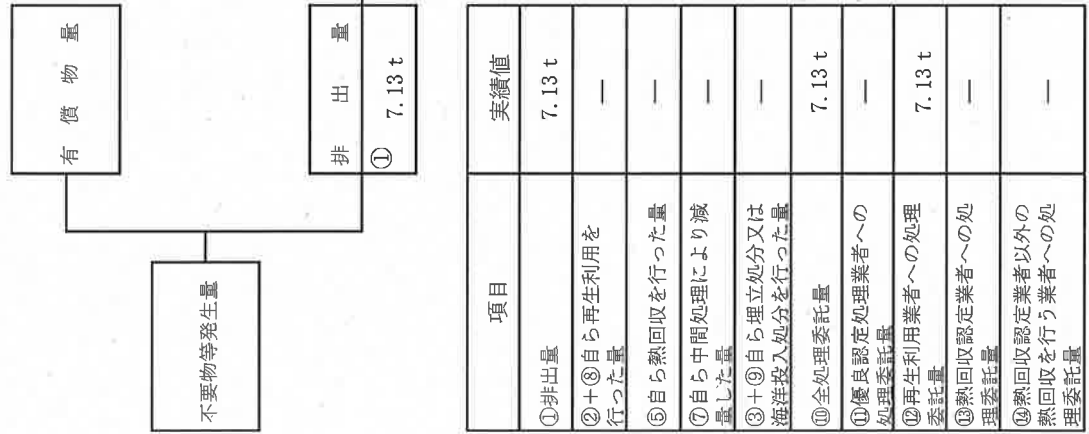 不要物等発生量
有償物量
排出量
① 7.13 t
項目 実績値
①排出量 7.13 t
②+⑧自ら再生利用を
行った量 —
⑤自ら熱回収を行った量 —
⑦自ら中間処理により減
量した量 —
③+⑨自ら埋立処分又は
海洋投入処分を行った量 —
⑩全処理委託量 7.13 t
⑪優良認定処理業者への
処理委託量 —
⑫再生利用業者への処理
委託量 7.13 t
⑬熱回収認定業者への処
理委託量 —
⑭熱回収認定業者以外の
熱回収を行う業者への処
理委託量 —